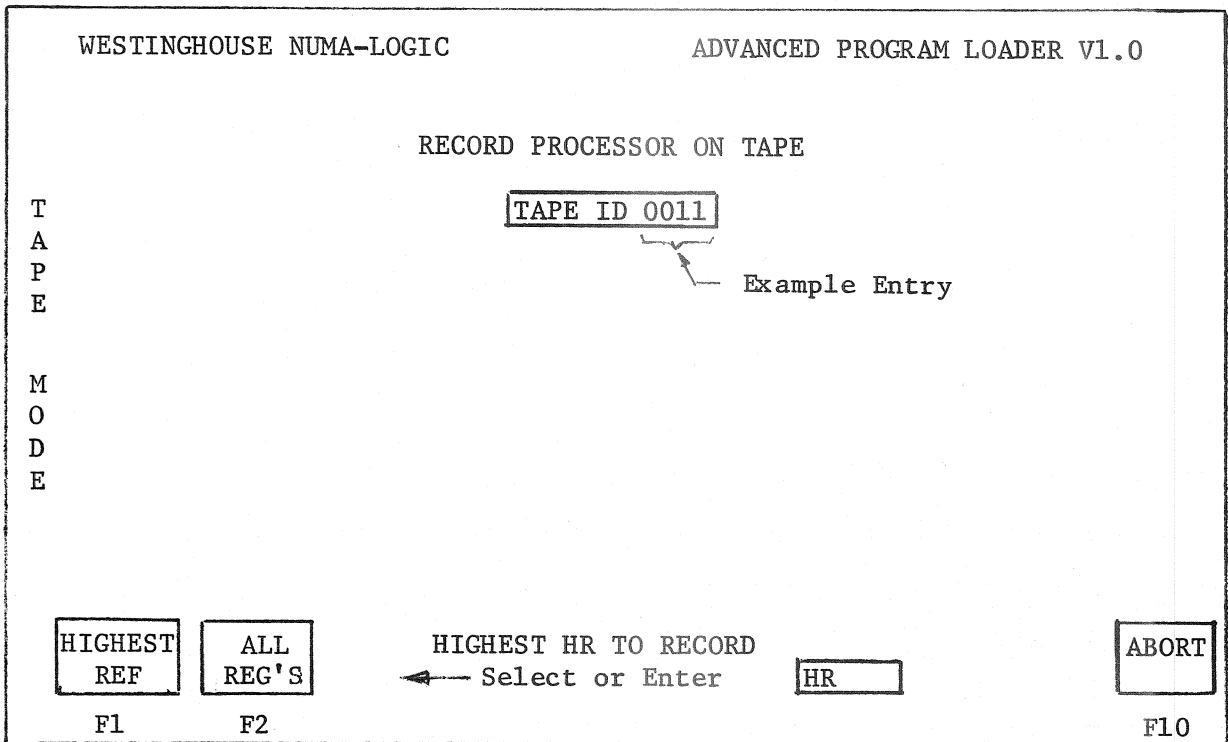 WESTINGHOUSE NUMA-LOGIC ADVANCED PROGRAM LOADER V1.0
RECORD PROCESSOR ON TAPE
TAPE ID 0011
Example Entry
T
A
P
E
M
O
D
E
HIGHEST REF
ALL REG'S
HIGHEST HR TO RECORD
Select or Enter
HR
ABORT
F1
F2
F10